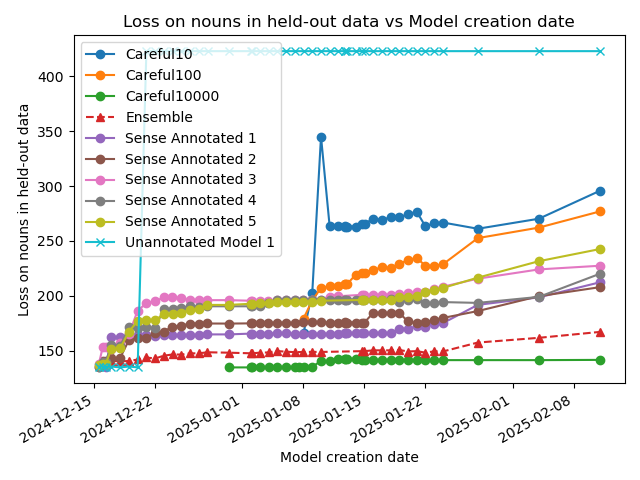 Loss on nouns in held-out data vs Model creation date
Loss on nouns in held-out data
400
350
300
250
200
150
Careful10
Careful100
Careful10000
Ensemble
Sense Annotated 1
Sense Annotated 2
Sense Annotated 3
Sense Annotated 4
Sense Annotated 5
Unannotated Model 1
2024-12-15
2024-12-22
2025-01-01
2025-01-08
2025-01-15
2025-01-22
2025-02-01
2025-02-08
Model creation date